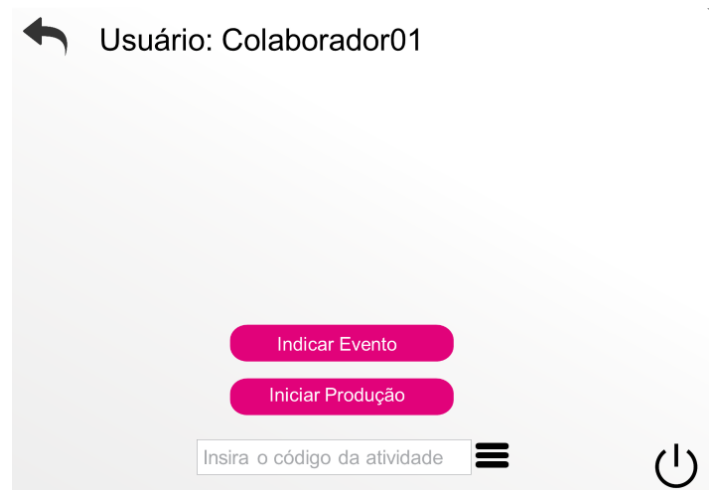 Usuário: Colaborador01
Indicar Evento
Iniciar Produção
Insira o código da atividade